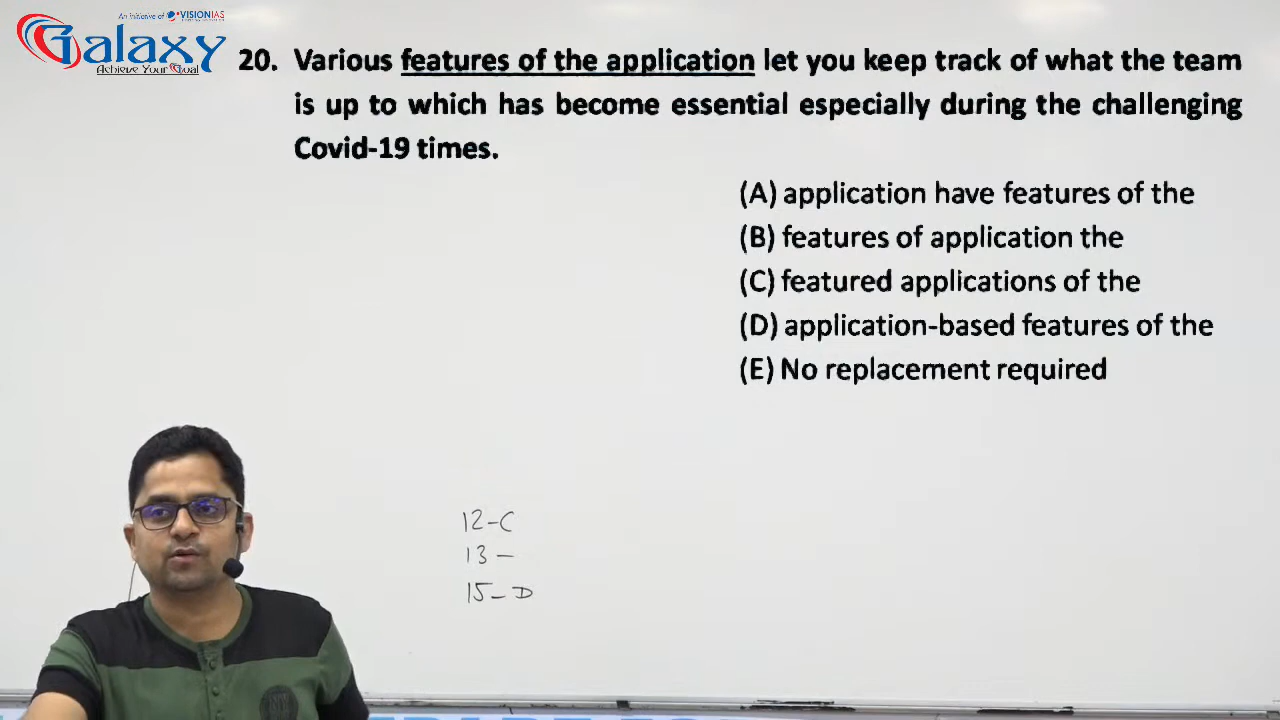 An initiative of VISIONIAS
Galaxy
Achieve Your Goal
20. Various features of the application let you keep track of what the team
is up to which has become essential especially during the challenging
Covid-19 times.
(A) application have features of the
(B) features of application the
(C) featured applications of the
(D) application-based features of the
(E) No replacement required
12-C
13 -
15- D